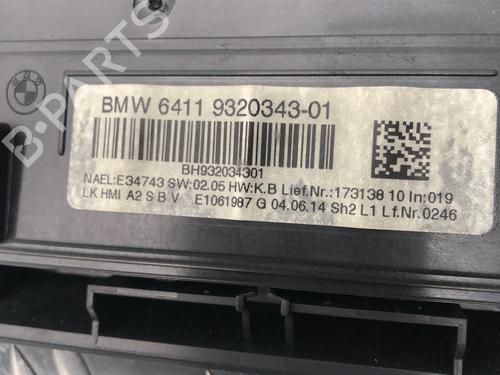 BMW 6411 9320343-01
BH932034301
NAEL:E34743 SW:02.05 HW:K.B Lief.Nr.:173138 10 In:019
LK HMI A2 S B V E1061987 G 04.06.14 Sh2 L1 Lf.Nr.0246
B-PARTS